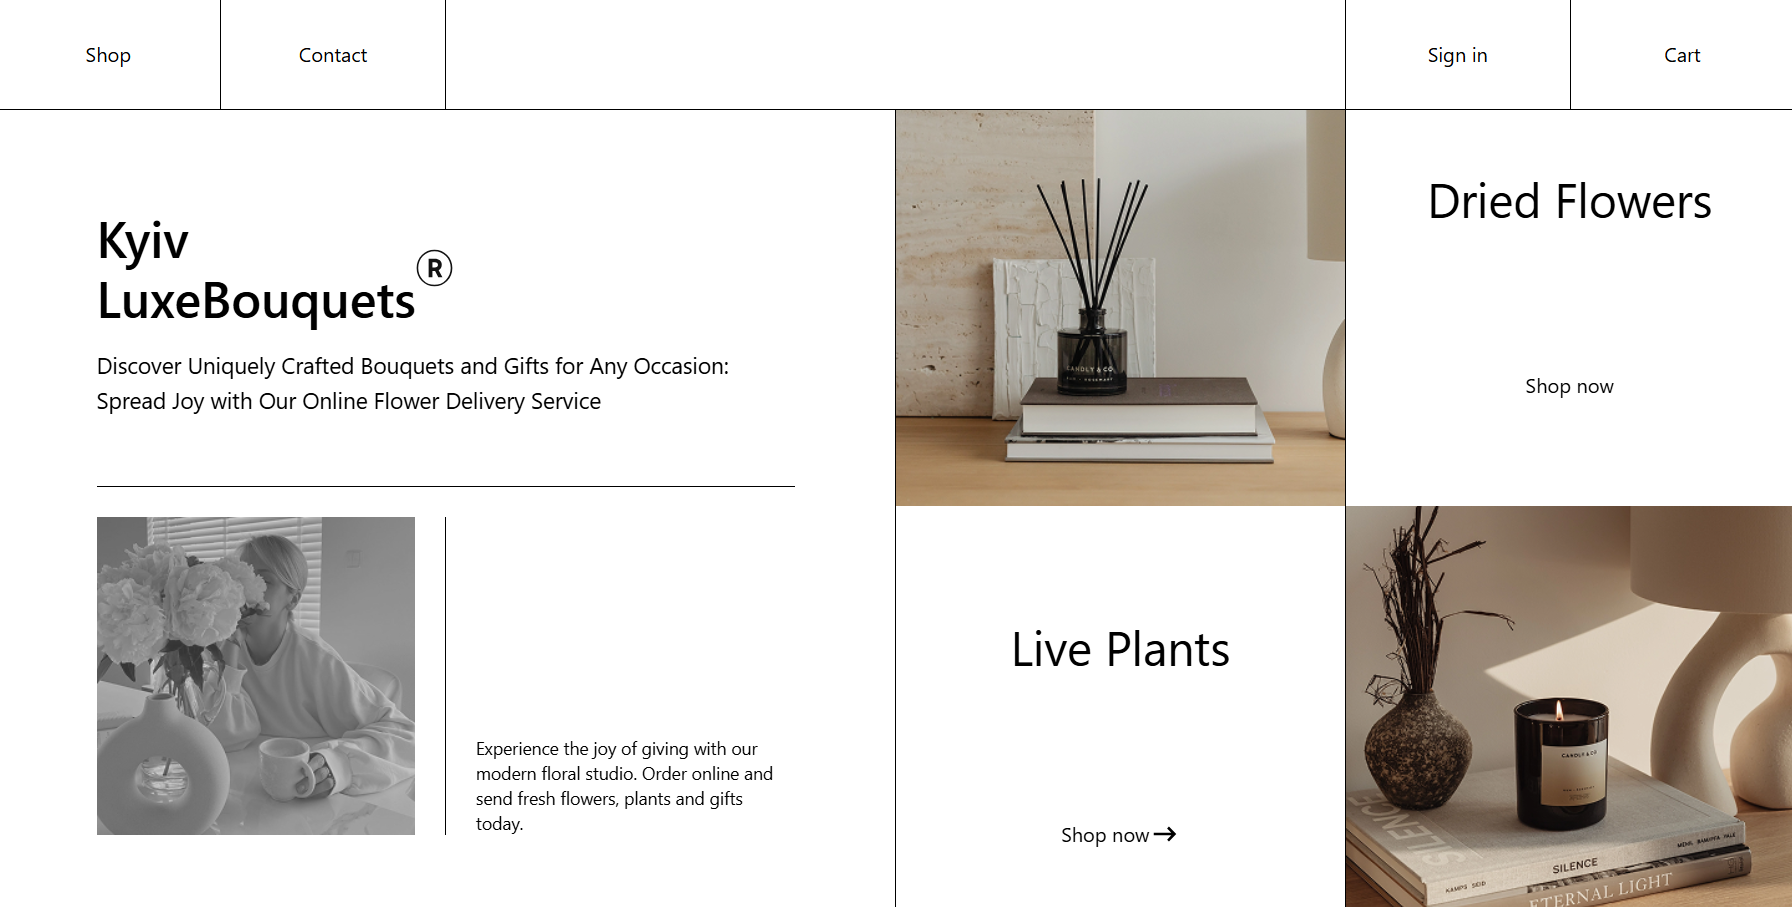 Shop
Contact
Sign in
Cart
Kyiv
LuxeBouquets®
Discover Uniquely Crafted Bouquets and Gifts for Any Occasion:
Spread Joy with Our Online Flower Delivery Service
Experience the joy of giving with our
modern floral studio. Order online and
send fresh flowers, plants and gifts
today.
CANDLY & CO
Dried Flowers
Shop now
Live Plants
Shop now
CANDLY & CO
SILENCE
KAMPS SEID
SILENCE
ETERNAL LIGHT